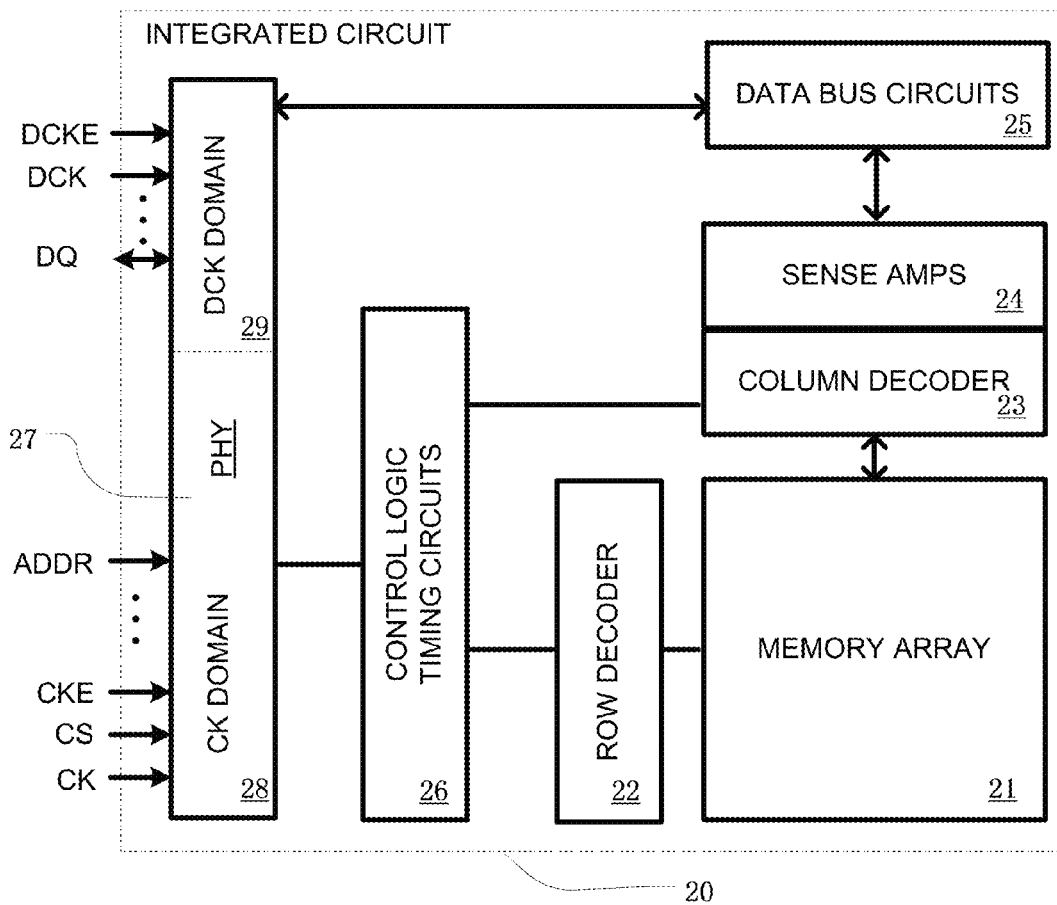 INTEGRATED CIRCUIT
DCKE
DCK
DQ
DCK DOMAIN
29
DATA BUS CIRCUITS
25
SENSE AMPS
24
COLUMN DECODER
23
27
PHY
ADDR
CKE
CS
CK
CK DOMAIN
28
CONTROL LOGIC
TIMING CIRCUITS
26
ROW DECODER
22
MEMORY ARRAY
21
20